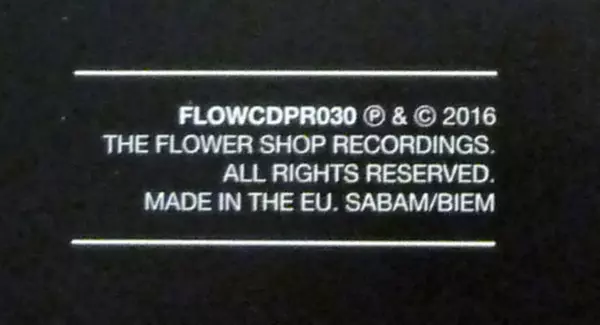 FLOWCDPR030 ℗ & © 2016
THE FLOWER SHOP RECORDINGS.
ALL RIGHTS RESERVED.
MADE IN THE EU. SABAM/BIEM